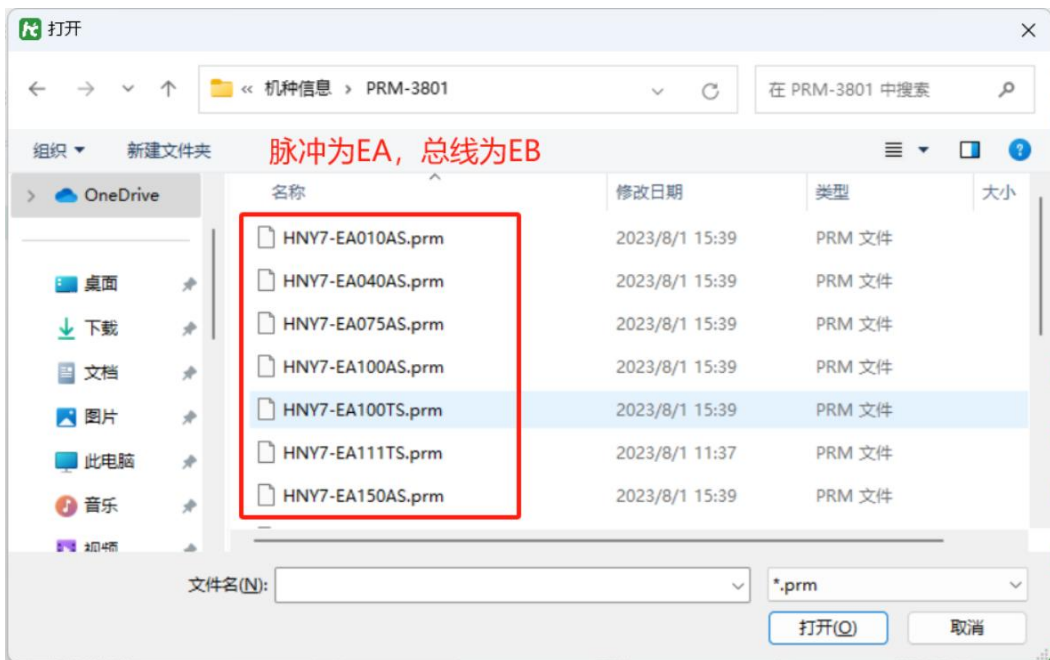 打开
« 机种信息 › PRM-3801
在 PRM-3801 中搜索
组织 新建文件夹
脉冲为EA，总线为EB
OneDrive
名称 修改日期 类型 大小
HNY7-EA010AS.prm 2023/8/1 15:39 PRM 文件
桌面
HNY7-EA040AS.prm 2023/8/1 15:39 PRM 文件
下载
HNY7-EA075AS.prm 2023/8/1 15:39 PRM 文件
文档
HNY7-EA100AS.prm 2023/8/1 15:39 PRM 文件
图片
HNY7-EA100TS.prm 2023/8/1 15:39 PRM 文件
此电脑
HNY7-EA111TS.prm 2023/8/1 11:37 PRM 文件
音乐
HNY7-EA150AS.prm 2023/8/1 15:39 PRM 文件
视频
文件名(N):
*.prm
打开(O) 取消